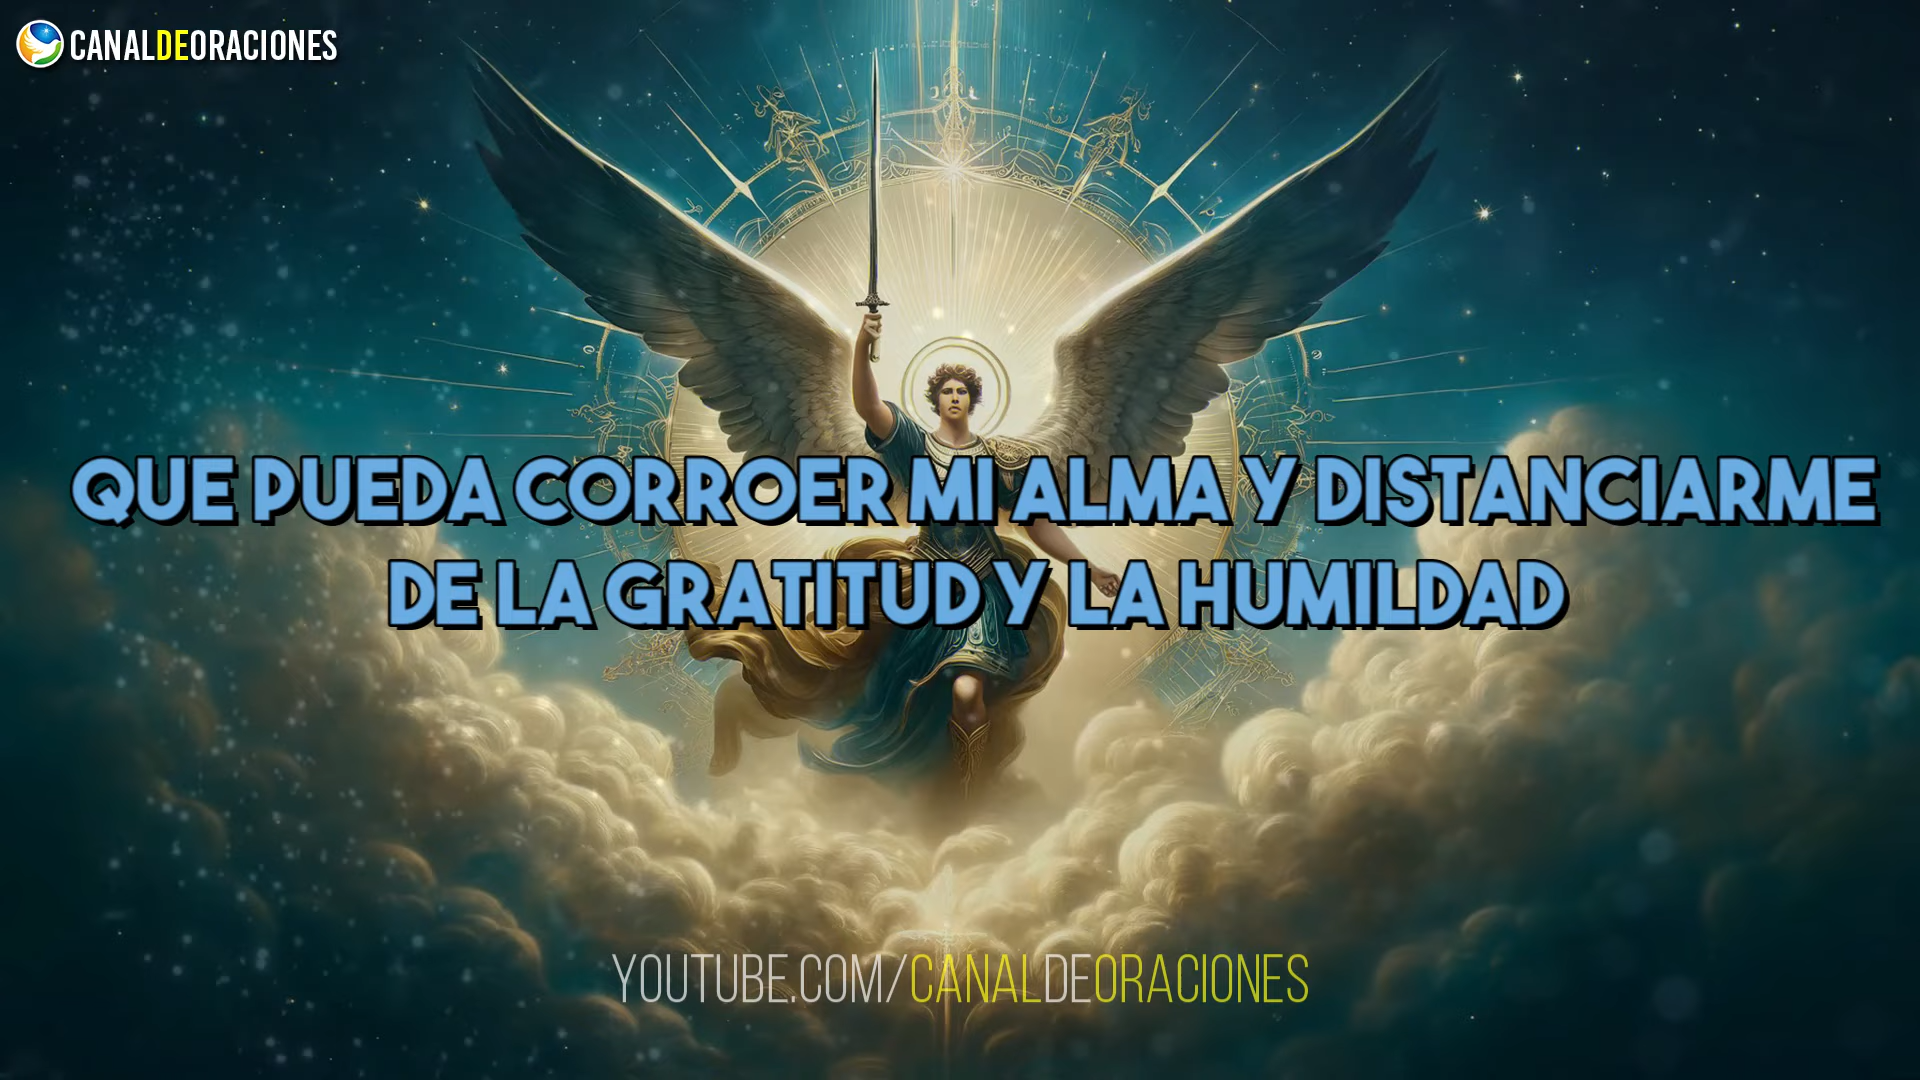 CANALDEORACIONES
QUE PUEDA CORROER MI ALMA Y DISTANCIARME
DE LA GRATITUD Y LA HUMILDAD
YOUTUBE.COM/CANALDEORACIONES